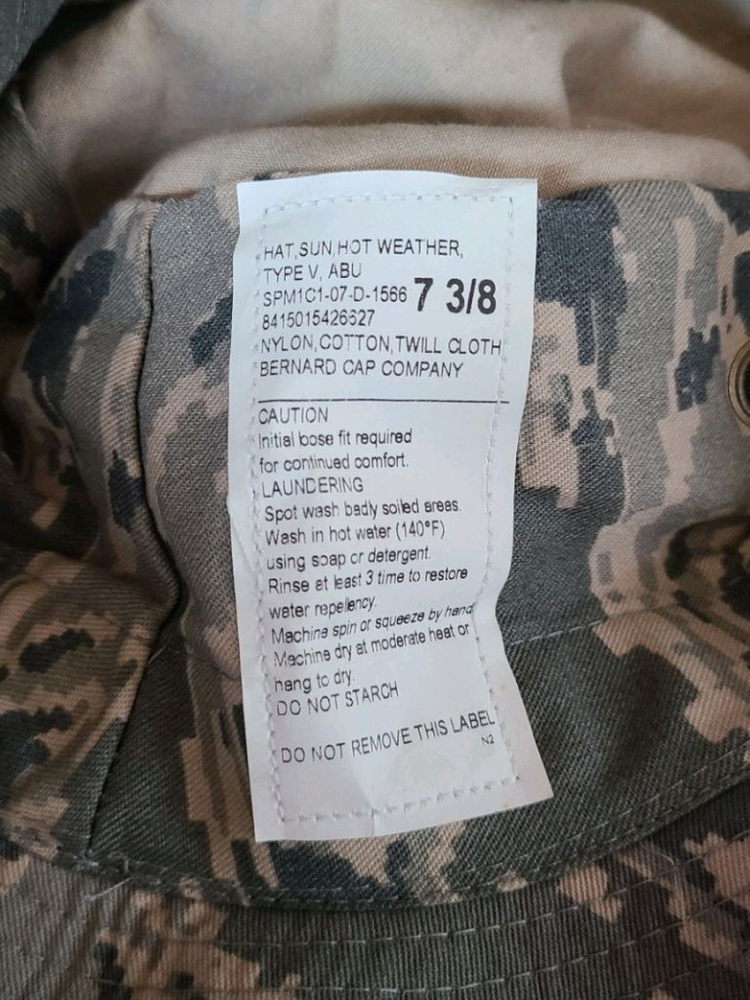 HAT,SUN,HOT WEATHER,
TYPE V, ABU
SPM1C1-07-D-1566 7 3/8
8415015426627
NYLON,COTTON,TWILL CLOTH
BERNARD CAP COMPANY
CAUTION
Initial loose fit required
for continued comfort.
LAUNDERING
Spot wash badly soiled areas.
Wash in hot water (140°F)
using soap or detergent.
Rinse at least 3 time to restore
water repellency.
Machine spin or squeeze by hand
Machine dry at moderate heat or
hang to dry.
DO NOT STARCH
DO NOT REMOVE THIS LABEL
N2